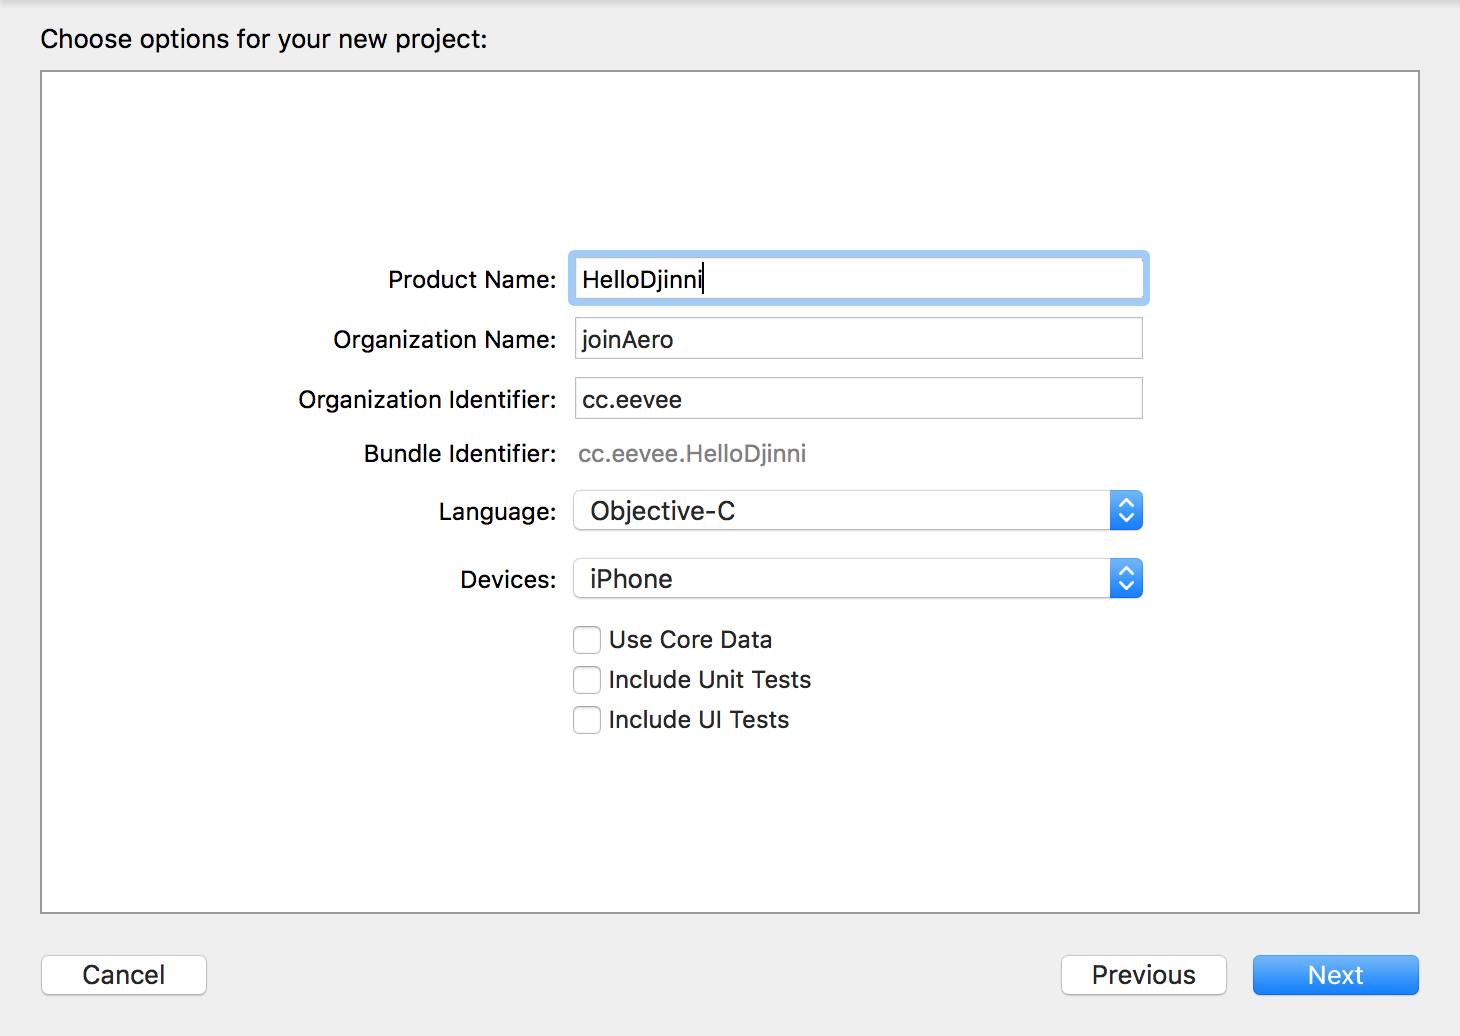 Choose options for your new project:
Product Name: HelloDjinni
Organization Name: joinAero
Organization Identifier: cc.eevee
Bundle Identifier: cc.eevee.HelloDjinni
Language: Objective-C
Devices: iPhone
Use Core Data
Include Unit Tests
Include UI Tests
Cancel Previous Next